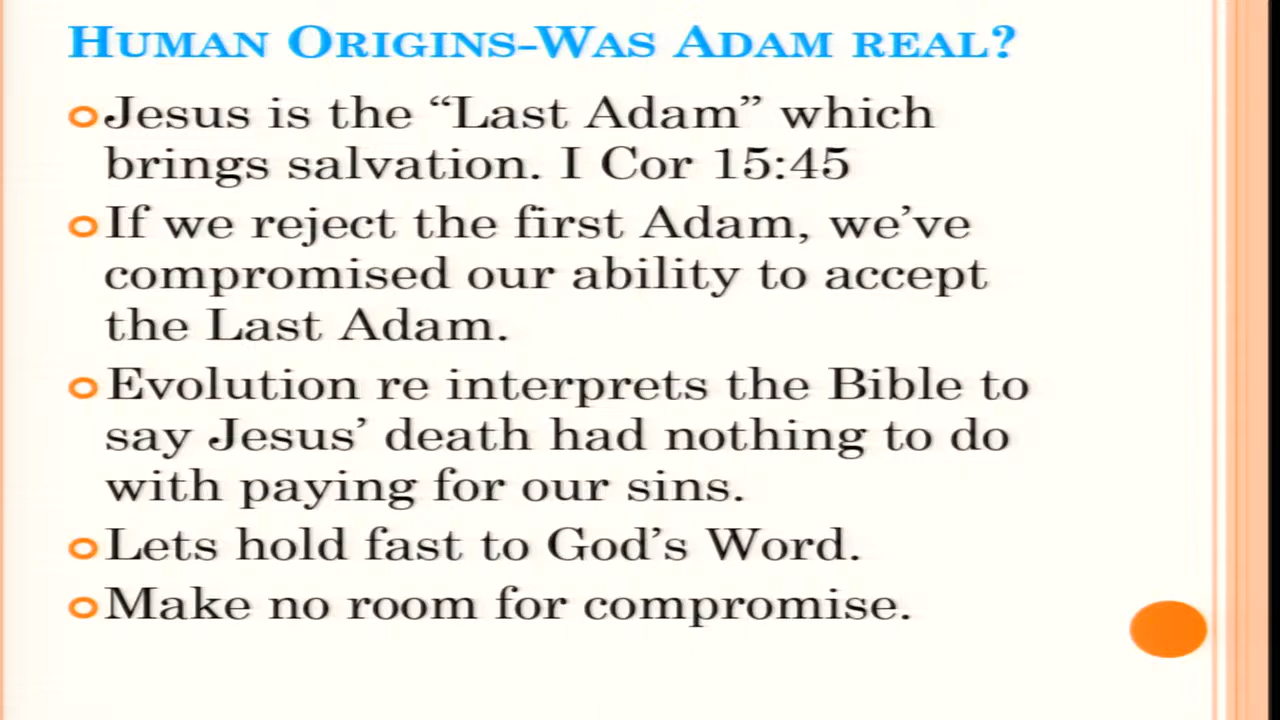 HUMAN ORIGINS-WAS ADAM REAL?
Jesus is the “Last Adam” which
brings salvation. I Cor 15:45
If we reject the first Adam, we’ve
compromised our ability to accept
the Last Adam.
Evolution re interprets the Bible to
say Jesus’ death had nothing to do
with paying for our sins.
Lets hold fast to God’s Word.
Make no room for compromise.